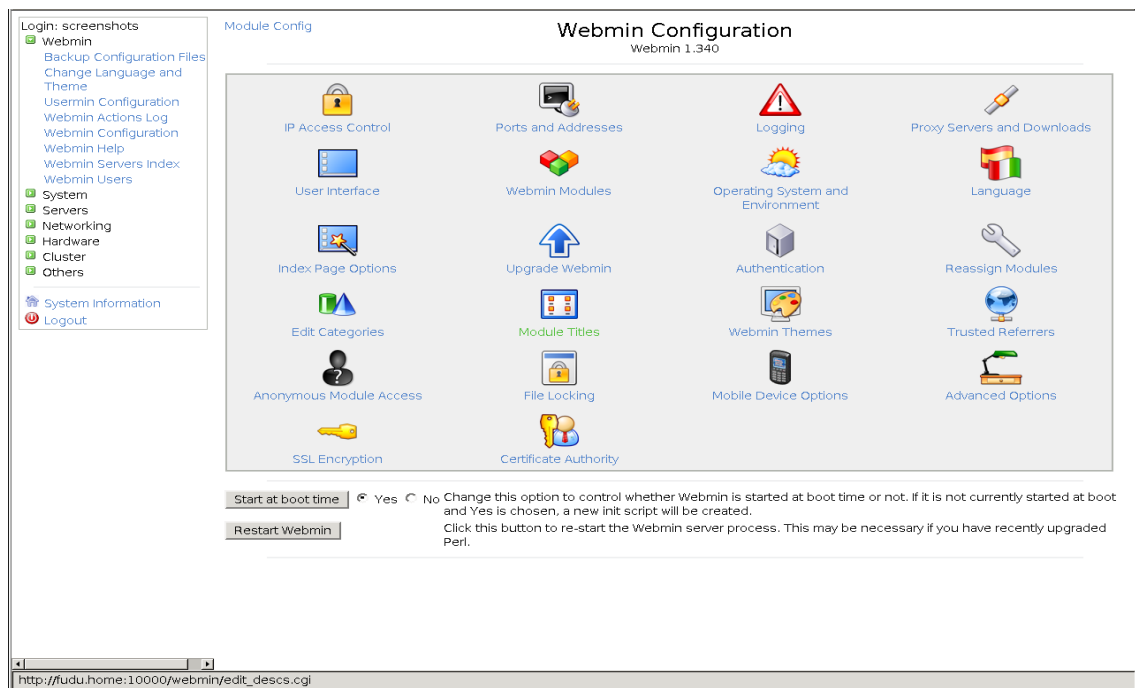 Login: screenshots
Webmin
Backup Configuration Files
Change Language and
Theme
Usermin Configuration
Webmin Actions Log
Webmin Configuration
Webmin Help
Webmin Servers Index
Webmin Users
System
Servers
Networking
Hardware
Cluster
Others
System Information
Logout
Module Config
Webmin Configuration
Webmin 1.340
IP Access Control
Ports and Addresses
Logging
Proxy Servers and Downloads
User Interface
Webmin Modules
Operating System and
Environment
Language
Index Page Options
Upgrade Webmin
Authentication
Reassign Modules
Edit Categories
Module Titles
Webmin Themes
Trusted Referrers
Anonymous Module Access
File Locking
Mobile Device Options
Advanced Options
SSL Encryption
Certificate Authority
Start at boot time Yes No Change this option to control whether Webmin is started at boot time or not. If it is not currently started at boot
and Yes is chosen, a new init script will be created.
Restart Webmin Click this button to re-start the Webmin server process. This may be necessary if you have recently upgraded
Perl.
http://fudu.home:10000/webmin/edit_descs.cgi